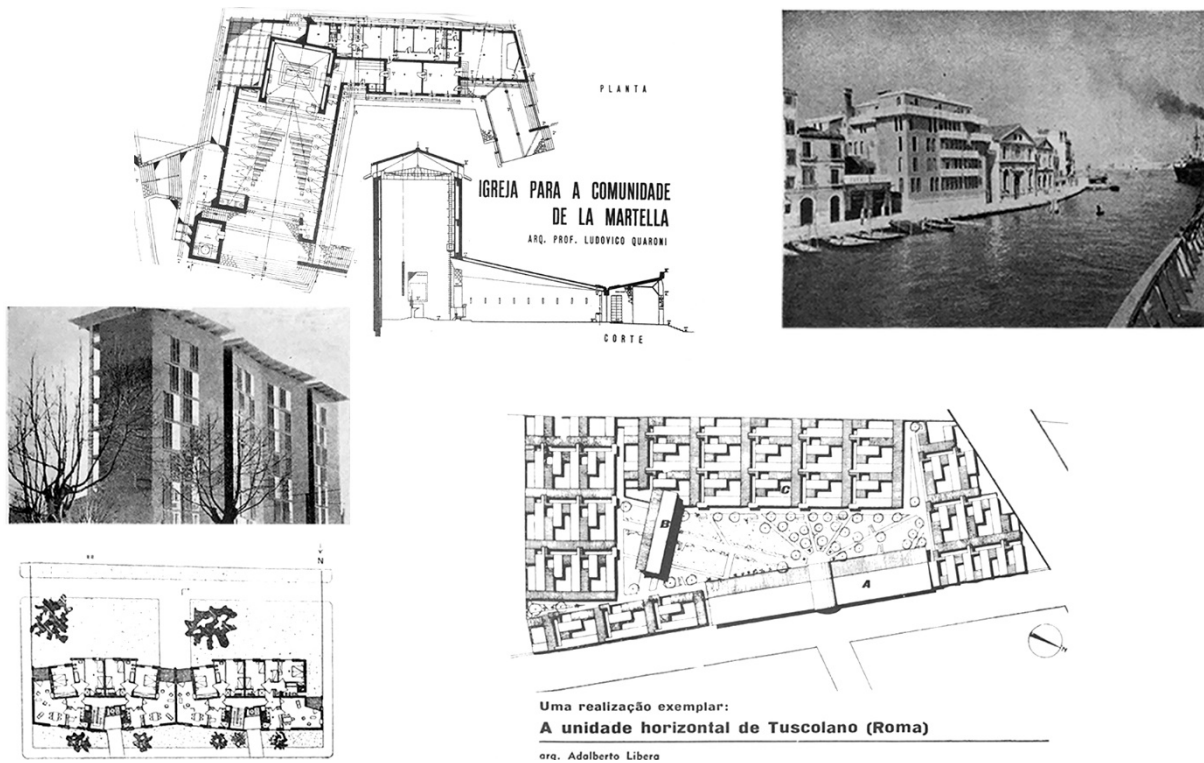 PLANTA
IGREJA PARA A COMUNIDADE
DE LA MARTELLA
ARQ. PROF. LUDOVICO QUARONI
CORTE
N
B
C
A
N
Uma realização exemplar:
A unidade horizontal de Tuscolano (Roma)
arq. Adalberto Libera